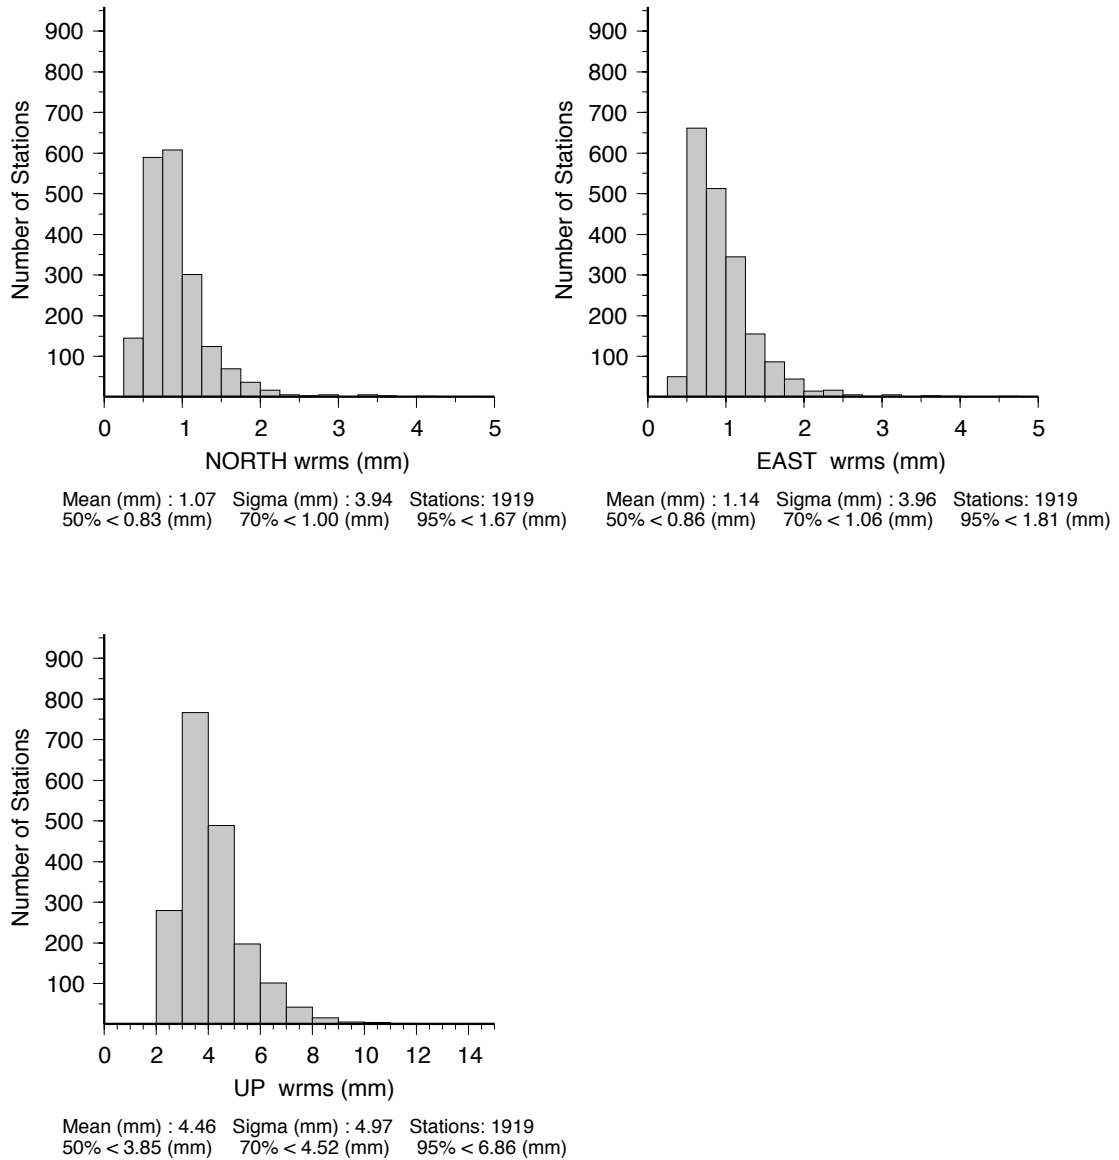 900
800
700
600
500
400
300
200
100
Number of Stations
0 1 2 3 4 5
NORTH wrms (mm)
Mean (mm) : 1.07 Sigma (mm) : 3.94 Stations: 1919
50% < 0.83 (mm) 70% < 1.00 (mm) 95% < 1.67 (mm)
900
800
700
600
500
400
300
200
100
Number of Stations
0 1 2 3 4 5
EAST wrms (mm)
Mean (mm) : 1.14 Sigma (mm) : 3.96 Stations: 1919
50% < 0.86 (mm) 70% < 1.06 (mm) 95% < 1.81 (mm)
900
800
700
600
500
400
300
200
100
Number of Stations
0 2 4 6 8 10 12 14
UP wrms (mm)
Mean (mm) : 4.46 Sigma (mm) : 4.97 Stations: 1919
50% < 3.85 (mm) 70% < 4.52 (mm) 95% < 6.86 (mm)